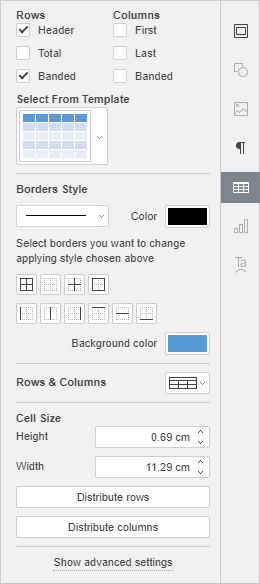 Rows Columns
Header First
Total Last
Banded Banded
Select From Template
Borders Style
Color
Select borders you want to change
applying style chosen above
Background color
Rows & Columns
Cell Size
Height 0.69 cm
Width 11.29 cm
Distribute rows
Distribute columns
Show advanced settings
¶
Ta